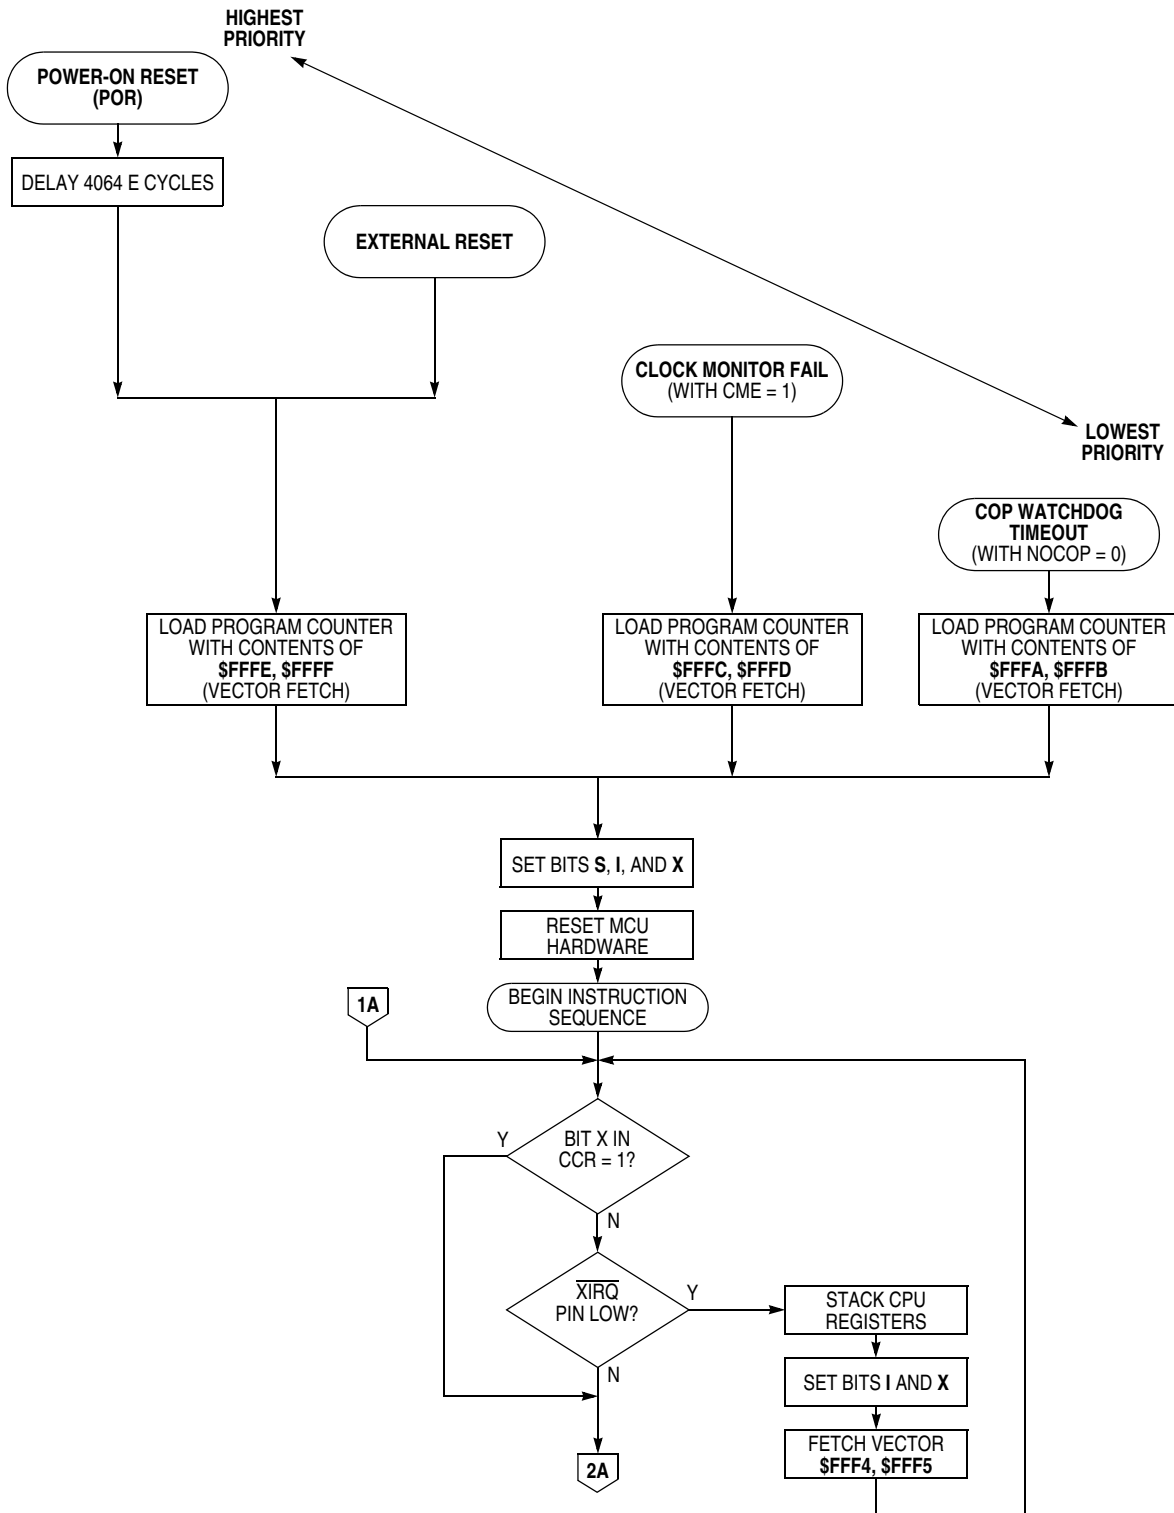 HIGHEST
PRIORITY
POWER-ON RESET
(POR)
DELAY 4064 E CYCLES
EXTERNAL RESET
CLOCK MONITOR FAIL
(WITH CME = 1)
LOWEST
PRIORITY
COP WATCHDOG
TIMEOUT
(WITH NOCOP = 0)
LOAD PROGRAM COUNTER
WITH CONTENTS OF
$FFFE, $FFFF
(VECTOR FETCH)
LOAD PROGRAM COUNTER
WITH CONTENTS OF
$FFFC, $FFFD
(VECTOR FETCH)
LOAD PROGRAM COUNTER
WITH CONTENTS OF
$FFFA, $FFFB
(VECTOR FETCH)
SET BITS S, I, AND X
RESET MCU
HARDWARE
1A
BEGIN INSTRUCTION
SEQUENCE
Y
BIT X IN
CCR = 1?
N
XIRQ
PIN LOW?
Y
STACK CPU
REGISTERS
N
SET BITS I AND X
2A
FETCH VECTOR
$FFF4, $FFF5